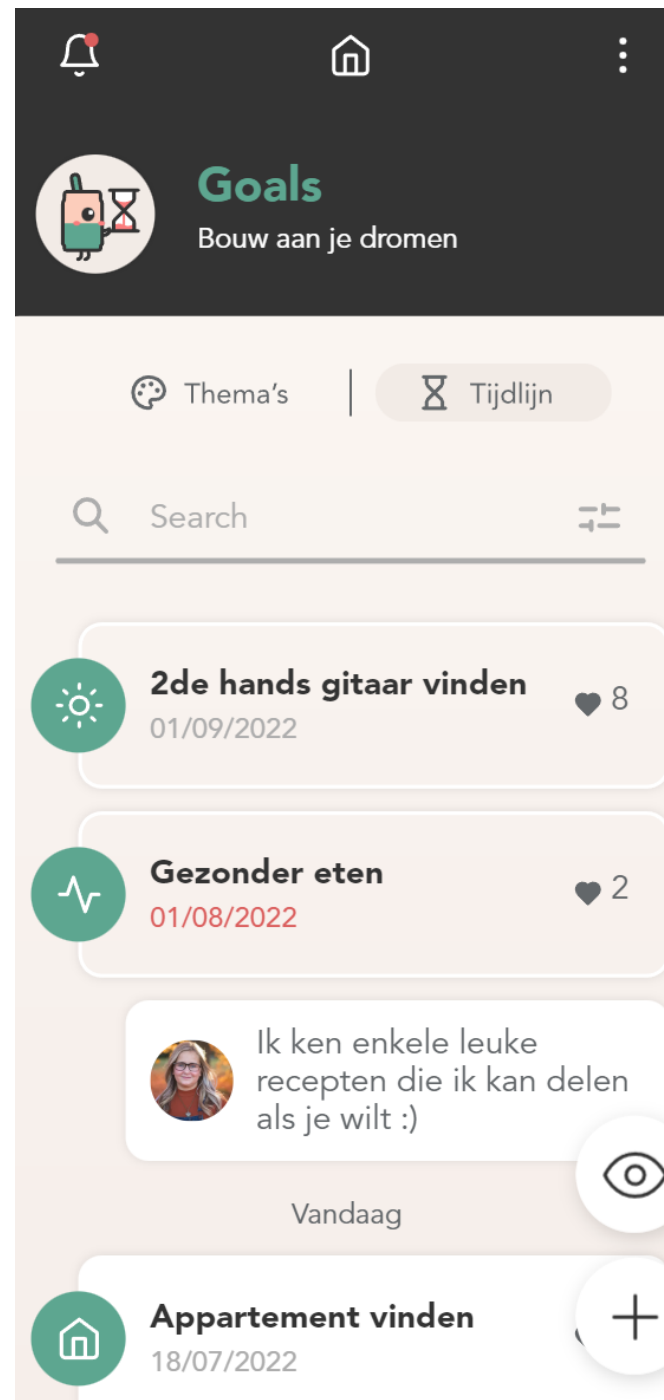 Goals
Bouw aan je dromen
Thema's
Tijdlijn
Search
2de hands gitaar vinden
8
01/09/2022
Gezonder eten
2
01/08/2022
Ik ken enkele leuke
recepten die ik kan delen
als je wilt :)
Vandaag
Appartement vinden
18/07/2022